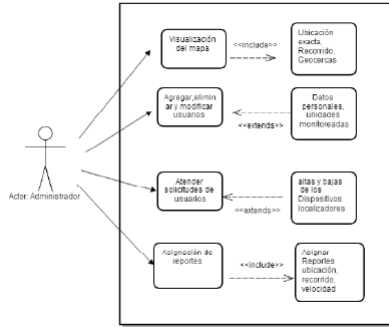 Visualización
del mapa
<<include>>
Ubicación
exacta,
Recorrido,
Geocercas
Agregar,elimin
ar y modificar
usuarios
<<extends>>
Datos
personales,
unidades
monitoreadas
Actor: Administrador
Atender
solicitudes de
usuarios
<<extends>>
altas y bajas
de los
Dispositivos
localizadores
Asignación de
reportes
<<include>>
Asignar
Reportes
ubicación,
recorrido,
velocidad